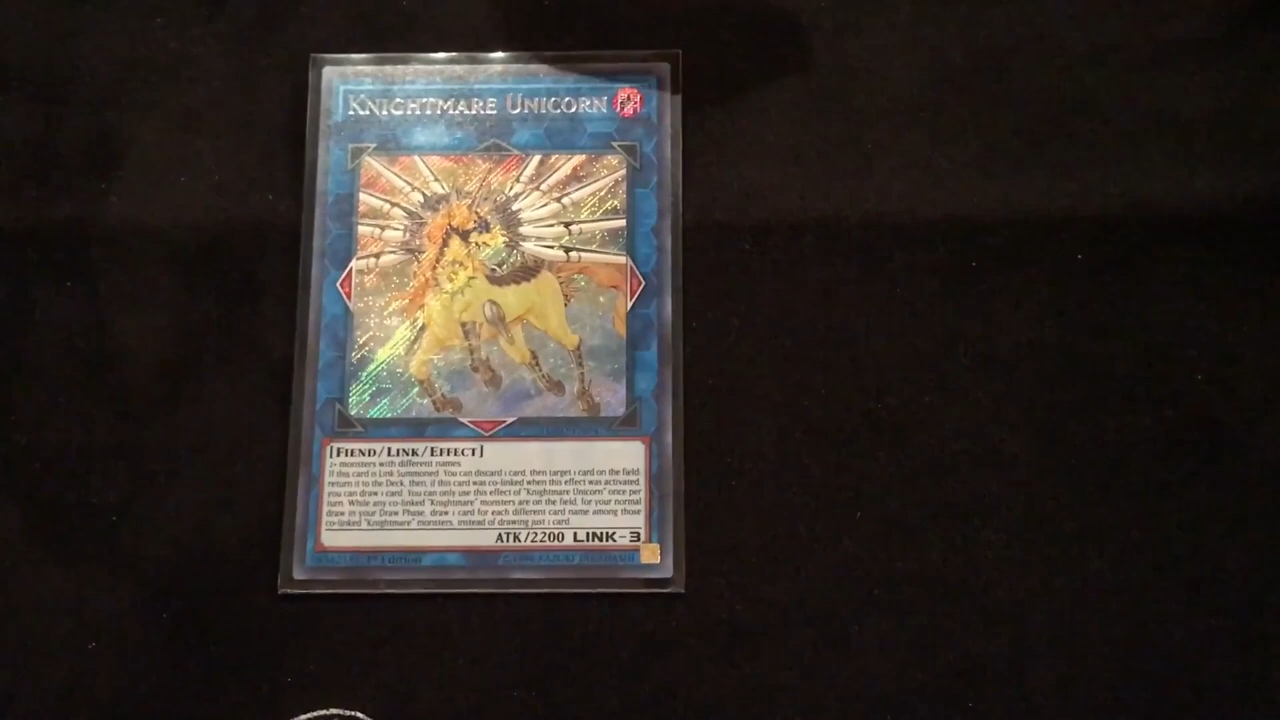 KNIGHTMARE UNICORN
[FIEND/LINK/EFFECT]
2+ monsters with different names
If this card is Link Summoned: You can discard 1 card, then target 1 card on the field;
return it to the Deck, then, if this card was co-linked when this effect was activated,
you can draw 1 card. You can only use this effect of "Knightmare Unicorn" once per
turn. While any co-linked "Knightmare" monsters are on the field, for your normal
draw in your Draw Phase, draw 1 card for each different card name among those
co-linked "Knightmare" monsters, instead of drawing just 1 card.
ATK/2200 LINK-3
1st Edition
©1996 KAZUKI TAKAHASHI